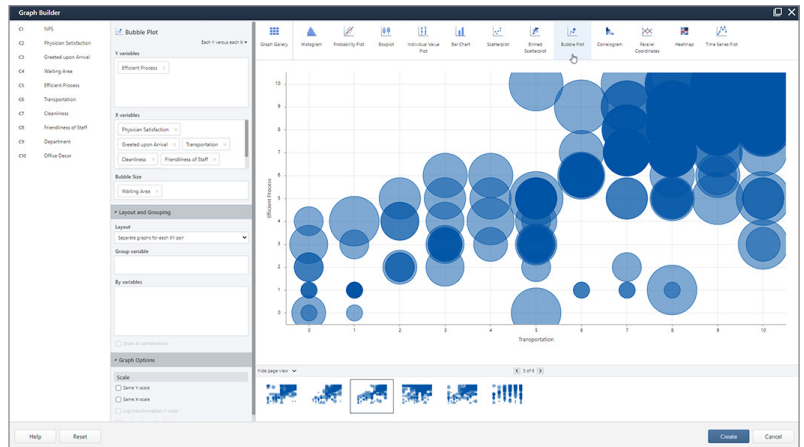 Graph Builder
C1 NPS
C2 Physician Satisfaction
C3 Greeted upon Arrival
C4 Waiting Area
C5 Efficient Process
C6 Transportation
C7 Cleanliness
C8 Friendliness of Staff
C9 Department
C10 Office Decor
Bubble Plot
Each Y versus each X
Y variables
Efficient Process ×
X variables
Physician Satisfaction ×
Greeted upon Arrival × Transportation ×
Cleanliness × Friendliness of Staff ×
Bubble Size
Waiting Area ×
Layout and Grouping
Layout
Separate graphs for each XY pair
Group variable
By variables
Show all combinations
Graph Options
Scale
Same Y-scale
Same X-scale
Log transformation Y-scale
Graph Gallery
Histogram
Probability Plot
Boxplot
Individual Value
Plot
Bar Chart
Scatterplot
Binned
Scatterplot
Bubble Plot
Correlogram
Parallel
Coordinates
Heatmap
Time Series Plot
Efficient Process
10
9
8
7
6
5
4
3
2
1
0
0 1 2 3 4 5 6 7 8 9 10
Transportation
Hide page view
3 of 6
Help
Reset
Create
Cancel